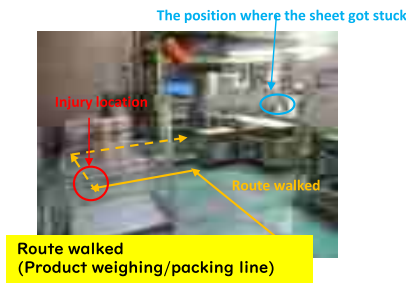 The position where the sheet got stuck
Injury location
Route walked
Route walked
(Product weighing/packing line)